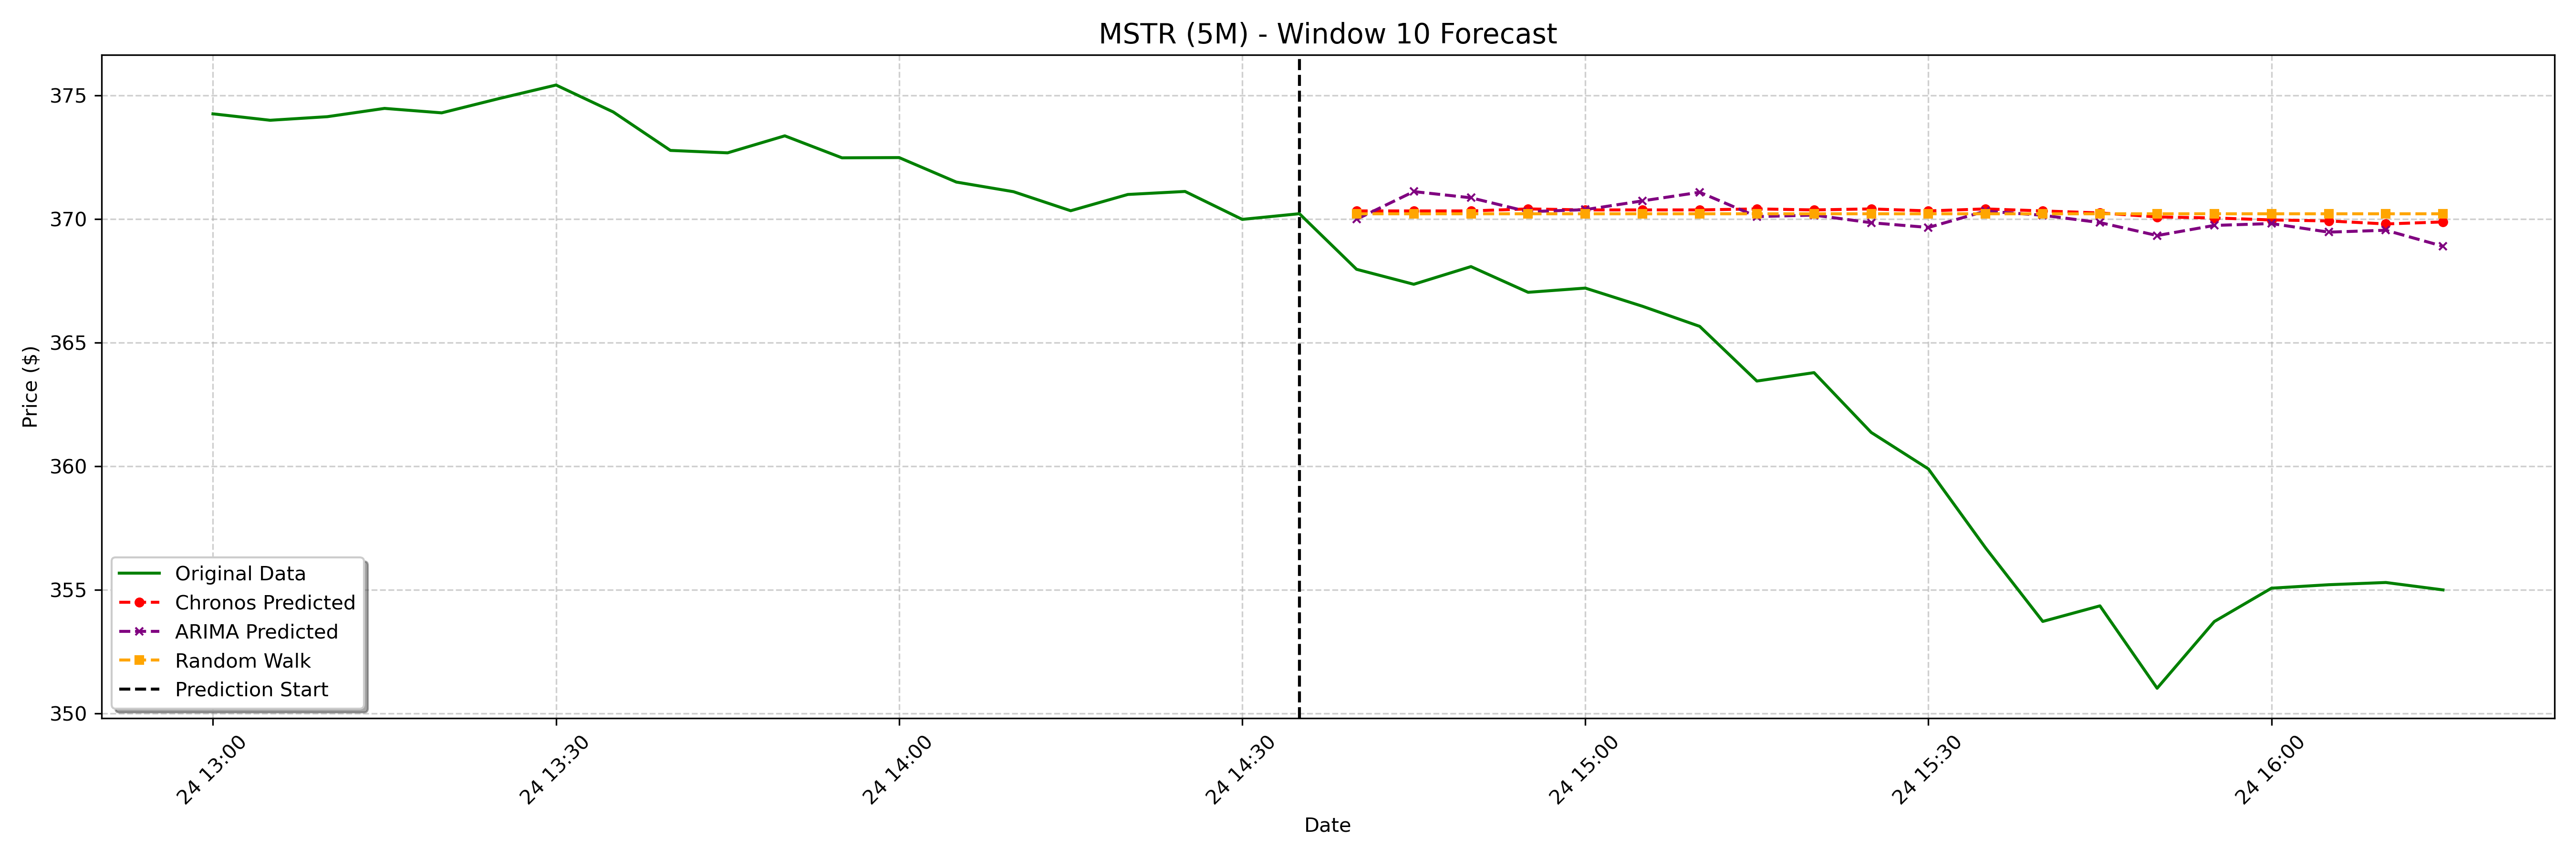 MSTR (5M) - Window 10 Forecast
Price ($)
375
370
365
360
355
350
Original Data
Chronos Predicted
ARIMA Predicted
Random Walk
Prediction Start
24 13:00
24 13:30
24 14:00
24 14:30
24 15:00
24 15:30
24 16:00
Date